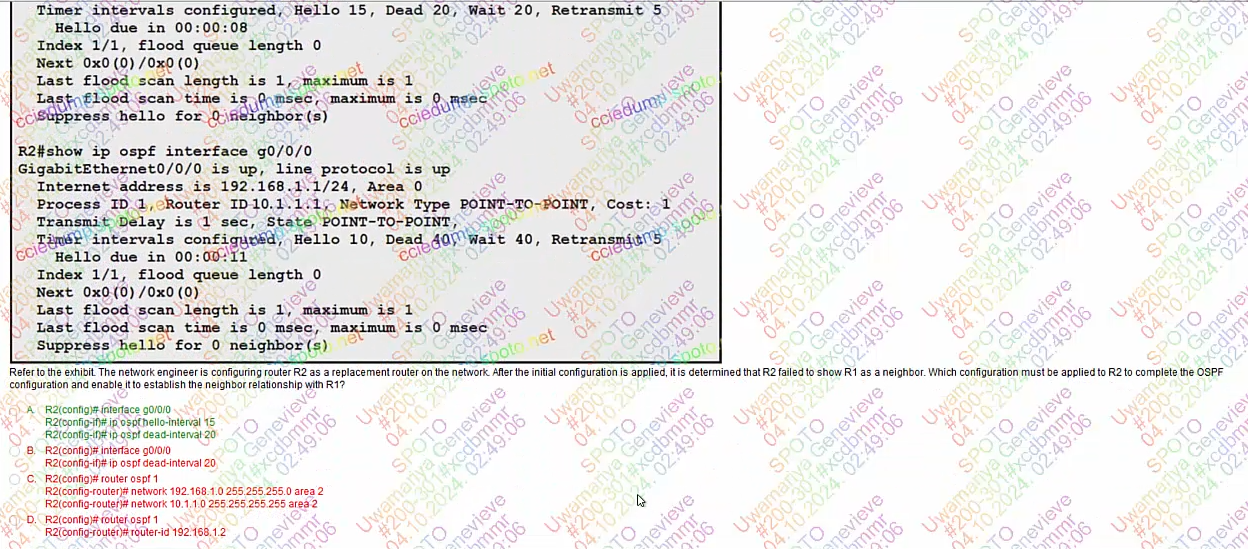 Timer intervals configured, Hello 15, Dead 20, Wait 20, Retransmit 5
Hello due in 00:00:08
Index 1/1, flood queue length 0
Next 0x0(0)/0x0(0)
Last flood scan length is 1, maximum is 1
Last flood scan time is 0 msec, maximum is 0 msec
Suppress hello for 0 neighbor(s)
R2#show ip ospf interface g0/0/0
GigabitEthernet0/0/0 is up, line protocol is up
Internet address is 192.168.1.1/24, Area 0
Process ID 1, Router ID 10.1.1.1, Network Type POINT-TO-POINT, Cost: 1
Transmit Delay is 1 sec, State POINT-TO-POINT,
Timer intervals configured, Hello 10, Dead 40, Wait 40, Retransmit 5
Hello due in 00:00:11
Index 1/1, flood queue length 0
Next 0x0(0)/0x0(0)
Last flood scan length is 1, maximum is 1
Last flood scan time is 0 msec, maximum is 0 msec
Suppress hello for 0 neighbor(s)
Refer to the exhibit. The network engineer is configuring router R2 as a replacement router on the network. After the initial configuration is applied, it is determined that R2 failed to show R1 as a neighbor. Which configuration must be applied to R2 to complete the OSPF
configuration and enable it to establish the neighbor relationship with R1?
A. R2(config)# interface g0/0/0
R2(config-if)# ip ospf hello-interval 15
R2(config-if)# ip ospf dead-interval 20
B. R2(config)# interface g0/0/0
R2(config-if)# ip ospf dead-interval 20
C. R2(config)# router ospf 1
R2(config-router)# network 192.168.1.0 255.255.255.0 area 2
R2(config-router)# network 10.1.1.0 255.255.255.255 area 2
D. R2(config)# router ospf 1
R2(config-router)# router-id 192.168.1.2